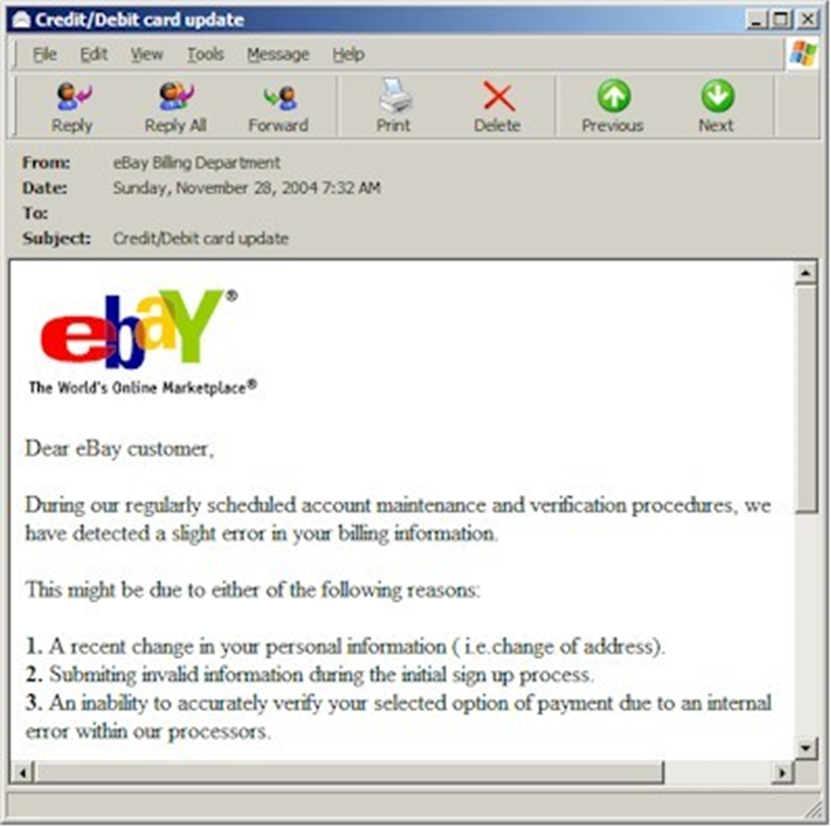 Credit/Debit card update
File Edit View Tools Message Help
Reply Reply All Forward Print Delete Previous Next
From: eBay Billing Department
Date: Sunday, November 28, 2004 7:32 AM
To:
Subject: Credit/Debit card update
ebaY®
The World's Online Marketplace®
Dear eBay customer,
During our regularly scheduled account maintenance and verification procedures, we
have detected a slight error in your billing information.
This might be due to either of the following reasons:
1. A recent change in your personal information ( i.e.change of address).
2. Submiting invalid information during the initial sign up process.
3. An inability to accurately verify your selected option of payment due to an internal
error within our processors.